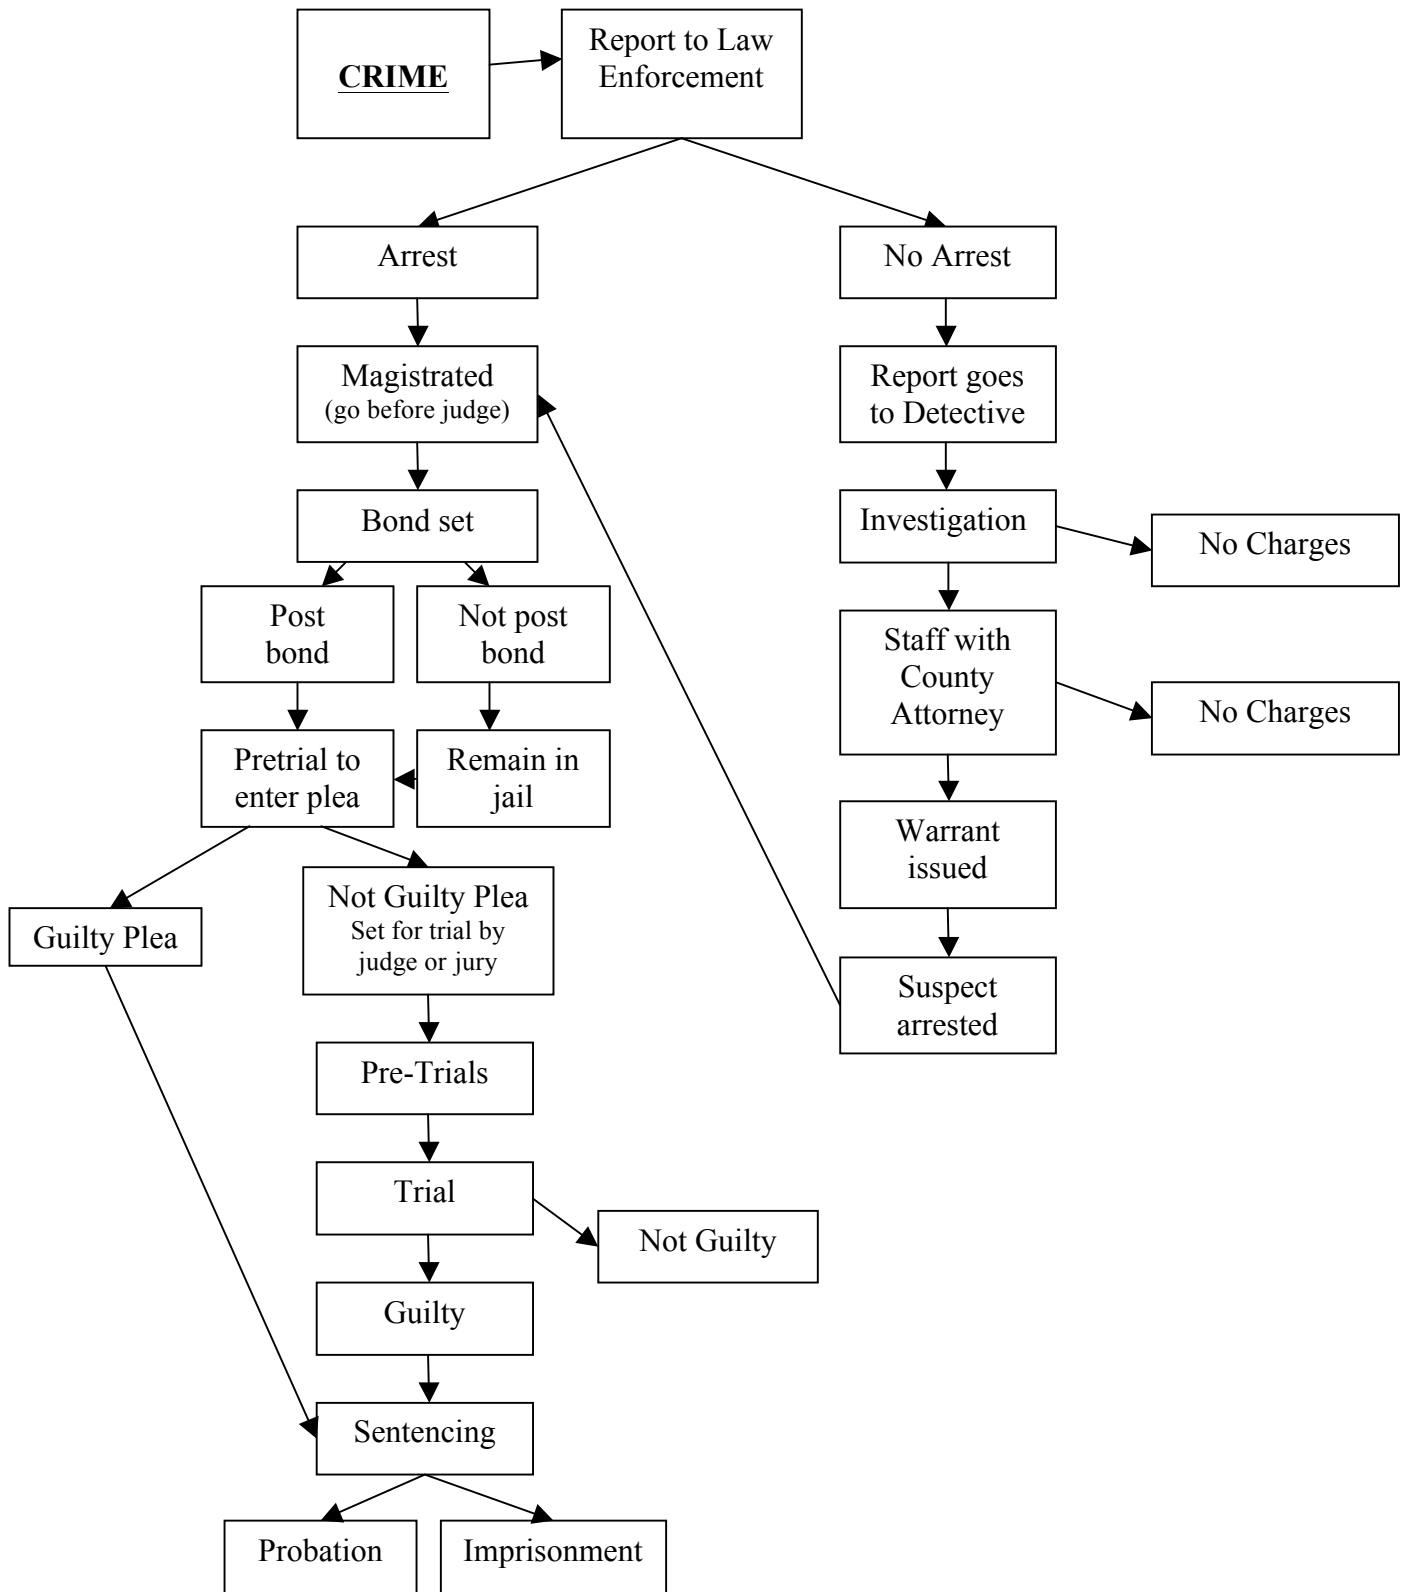 CRIME
Report to Law
Enforcement
Arrest
No Arrest
Magistrated
(go before judge)
Report goes
to Detective
Bond set
Investigation
No Charges
Post
bond
Not post
bond
Staff with
County
Attorney
No Charges
Pretrial to
enter plea
Remain in
jail
Warrant
issued
Guilty Plea
Not Guilty Plea
Set for trial by
judge or jury
Suspect
arrested
Pre-Trials
Trial
Not Guilty
Guilty
Sentencing
Probation
Imprisonment